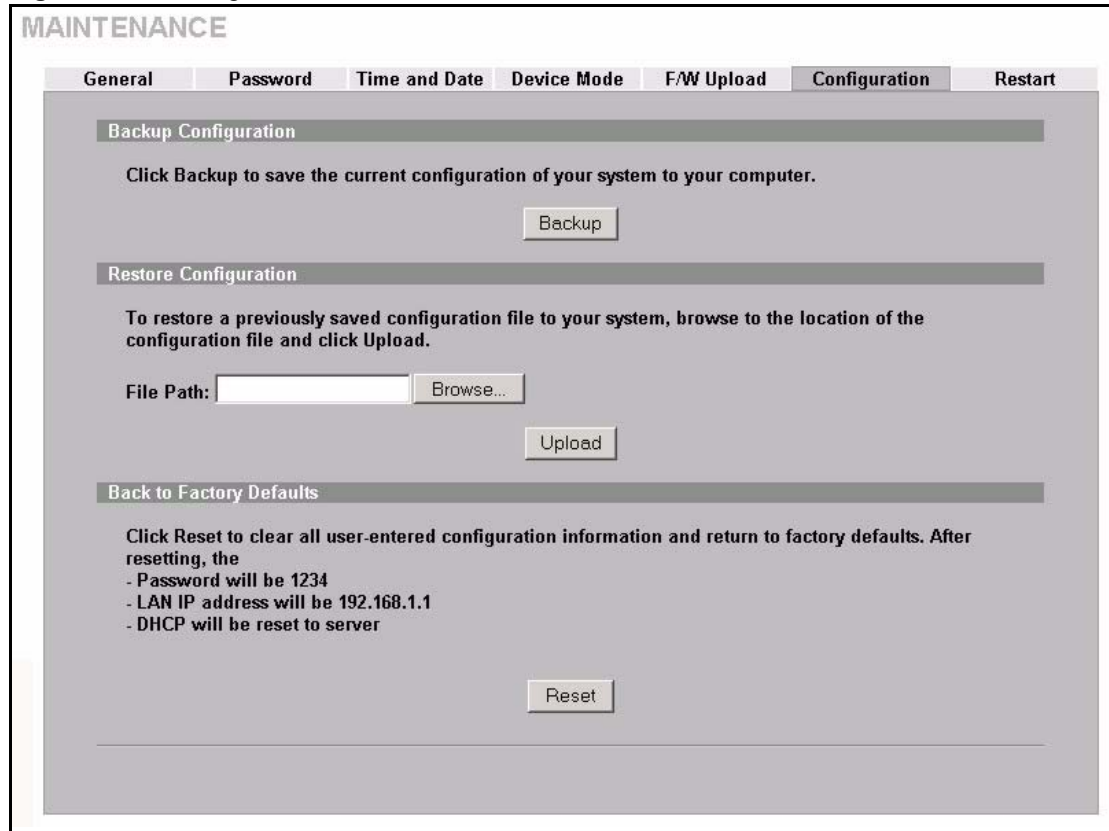 MAINTENANCE
General Password Time and Date Device Mode F/W Upload Configuration Restart
Backup Configuration
Click Backup to save the current configuration of your system to your computer.
Backup
Restore Configuration
To restore a previously saved configuration file to your system, browse to the location of the
configuration file and click Upload.
File Path: Browse...
Upload
Back to Factory Defaults
Click Reset to clear all user-entered configuration information and return to factory defaults. After
resetting, the
- Password will be 1234
- LAN IP address will be 192.168.1.1
- DHCP will be reset to server
Reset